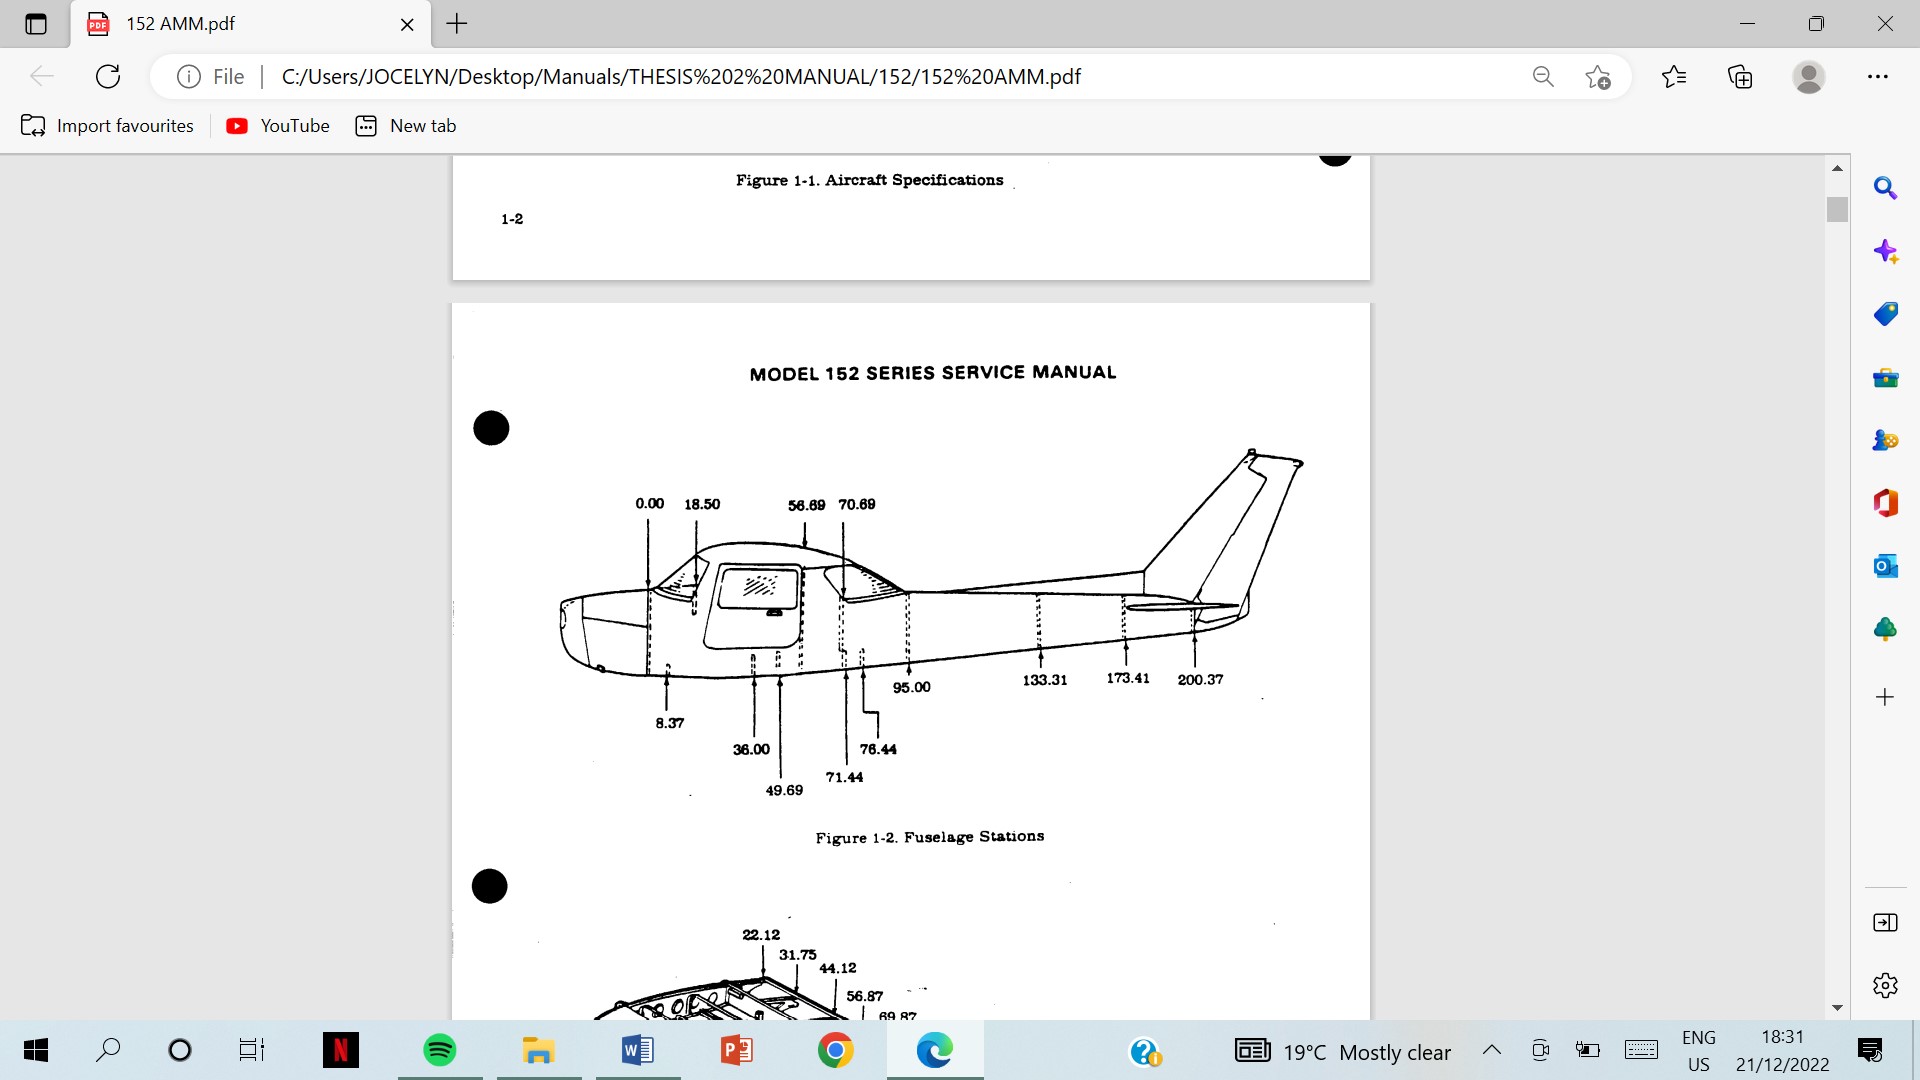 152 AMM.pdf
File
C:/Users/JOCELYN/Desktop/Manuals/THESIS%202%20MANUAL/152/152%20AMM.pdf
Import favourites
YouTube
New tab
Figure 1-1. Aircraft Specifications
1-2
MODEL 152 SERIES SERVICE MANUAL
0.00 18.50 56.69 70.69
95.00 133.31 173.41 200.37
8.37
36.00 76.44
71.44
49.69
Figure 1-2. Fuselage Stations
22.12
31.75
44.12
56.87
69.87
19°C Mostly clear
ENG
US
18:31
21/12/2022